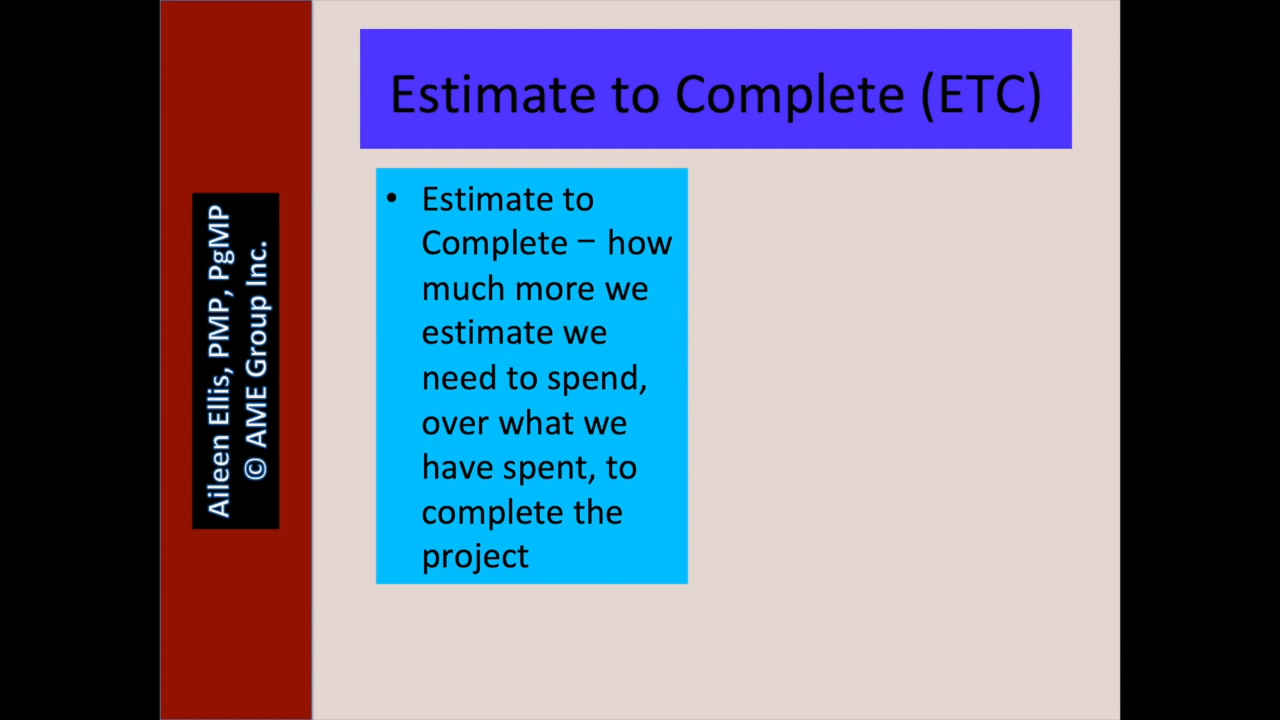 Estimate to Complete (ETC)
• Estimate to
Complete – how
much more we
estimate we
need to spend,
over what we
have spent, to
complete the
project
Aileen Ellis, PMP, PgMP
© AME Group Inc.